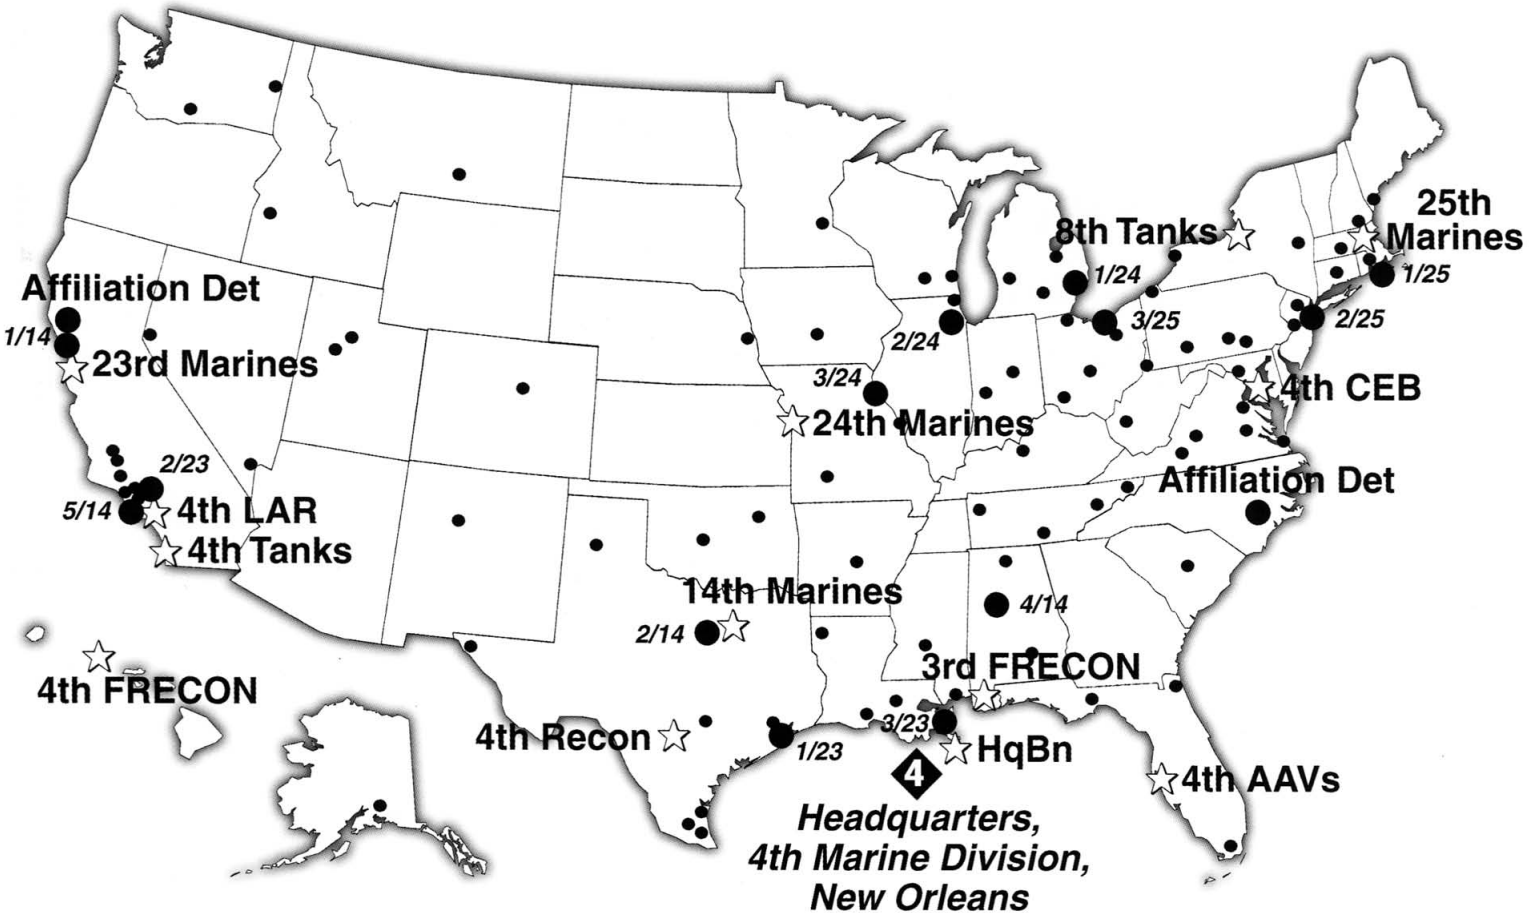 25th
Marines
8th Tanks
1/24
1/25
Affiliation Det
1/14
3/25
2/25
2/24
23rd Marines
3/24
4th CEB
24th Marines
2/23
Affiliation Det
5/14
4th LAR
4th Tanks
14th Marines
4/14
2/14
3rd FRECON
4th FRECON
3/23
4th Recon
1/23
HqBn
4
4th AAVs
Headquarters,
4th Marine Division,
New Orleans